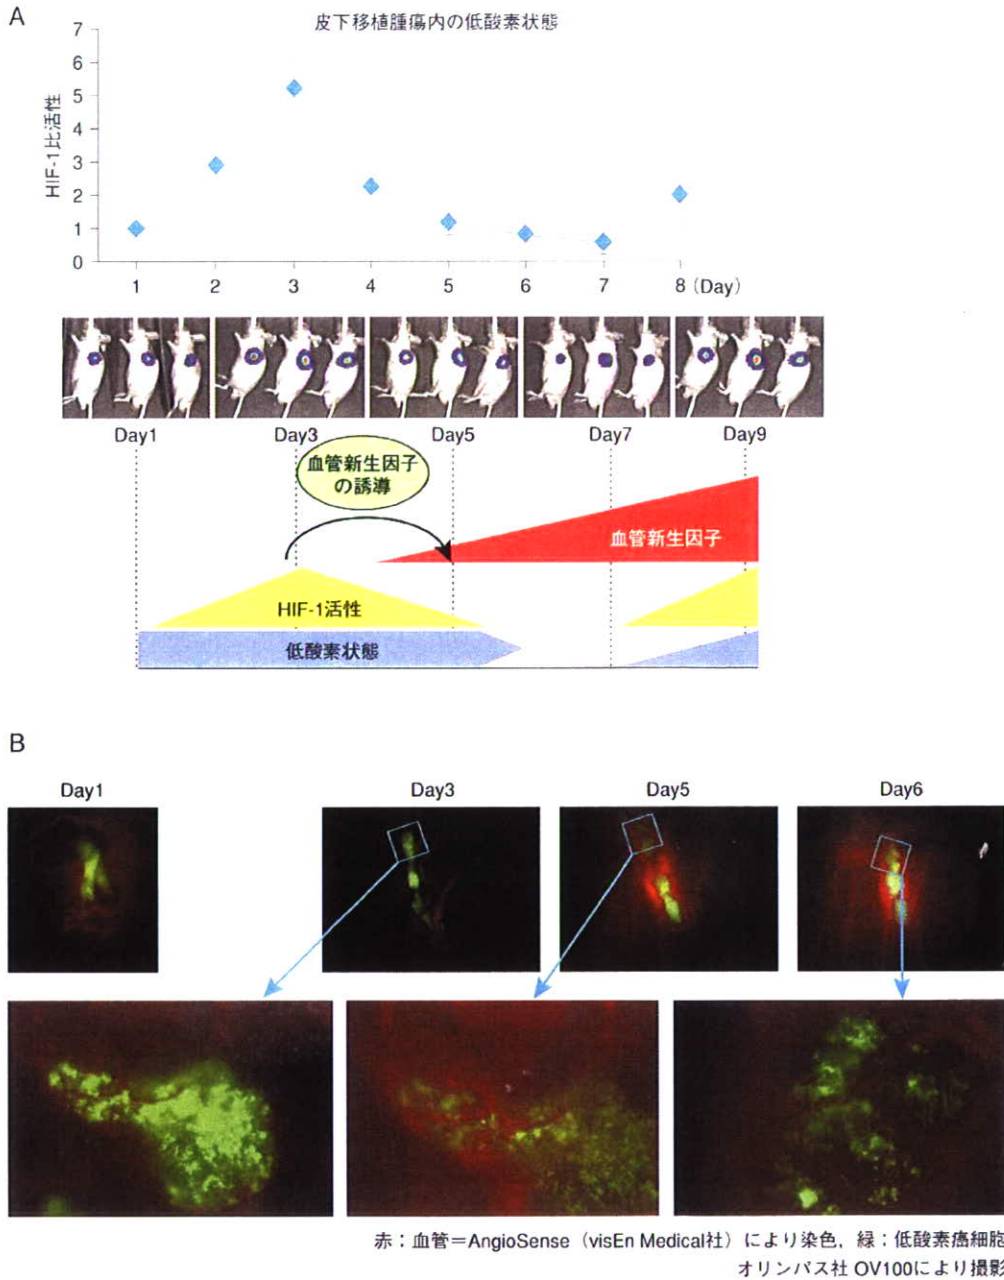 A
皮下移植腫瘍内の低酸素状態
HIF-1比活性
7
6
5
4
3
2
1
0
1 2 3 4 5 6 7 8 (Day)
Day1 Day3 Day5 Day7 Day9
血管新生因子
の誘導
血管新生因子
HIF-1活性
低酸素状態
B
Day1 Day3 Day5 Day6
赤：血管＝AngioSense（visEn Medical社）により染色，緑：低酸素癌細胞
オリンパス社 OV100により撮影